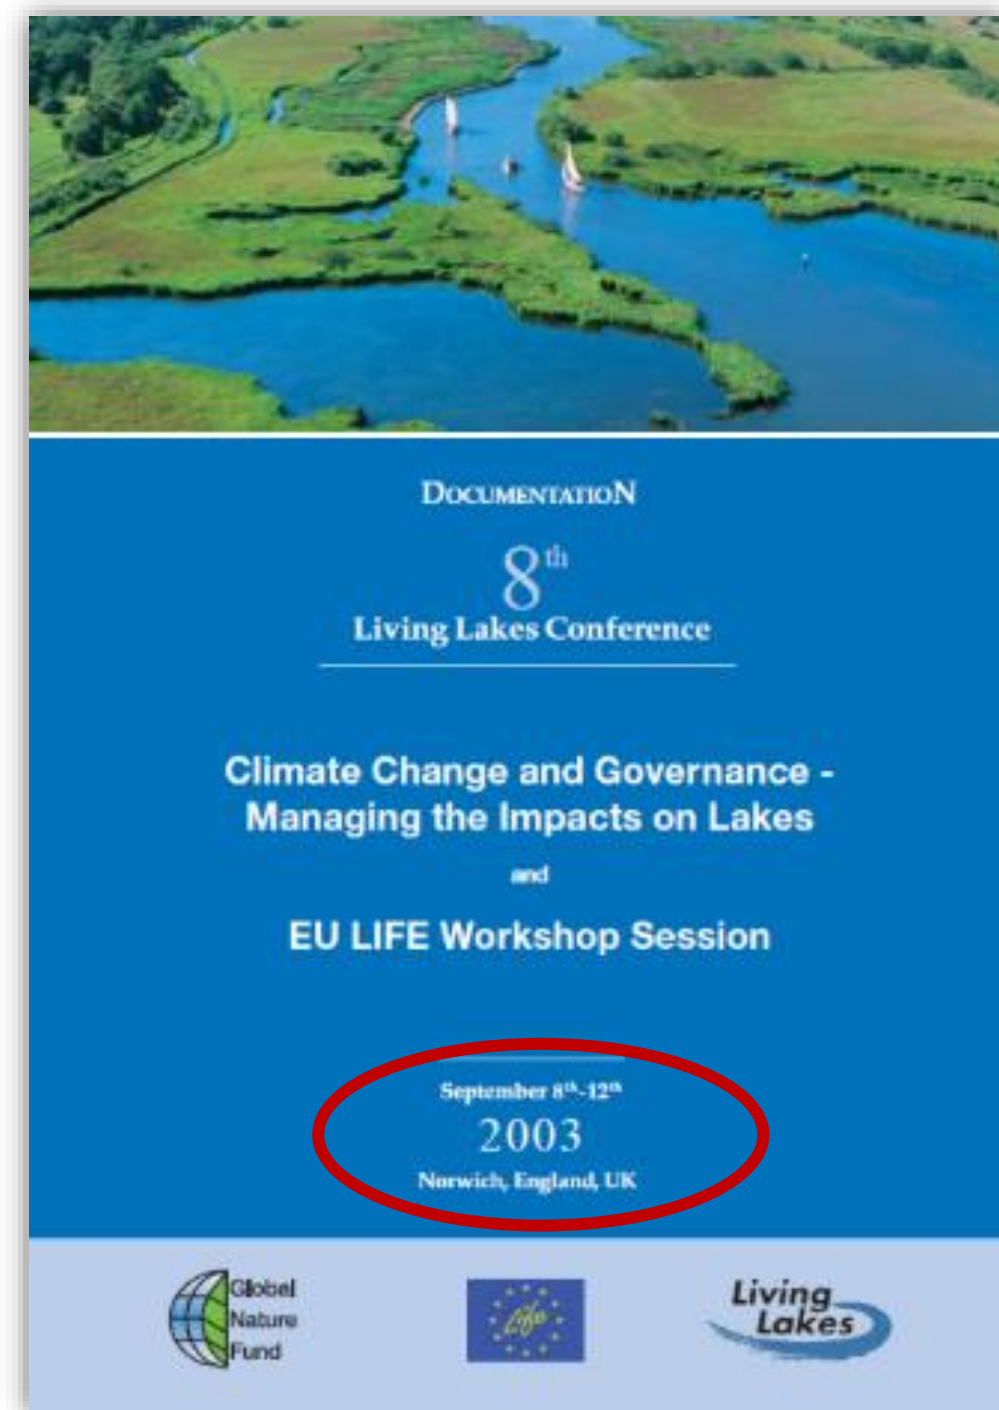 DOCUMENTATION
8th
Living Lakes Conference
Climate Change and Governance -
Managing the Impacts on Lakes
and
EU LIFE Workshop Session
September 8th-12th
2003
Norwich, England, UK
Global
Nature
Fund
Life
Living
Lakes